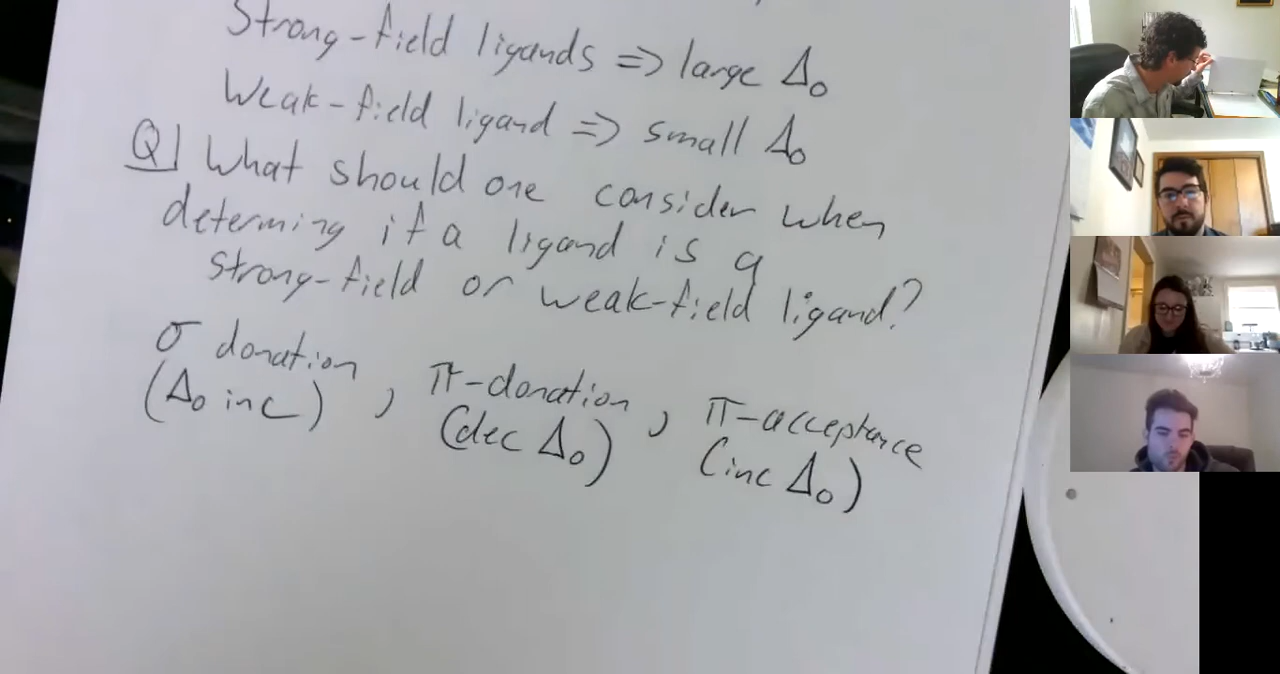 Strong-field ligands => large Δo
Weak-field ligand => small Δo
Q1 What should one consider when
determing if a ligand is a
strong-field or weak-field ligand?
σ donation , π-donation , π-acceptance
(Δo inc) (dec Δo) (inc Δo)